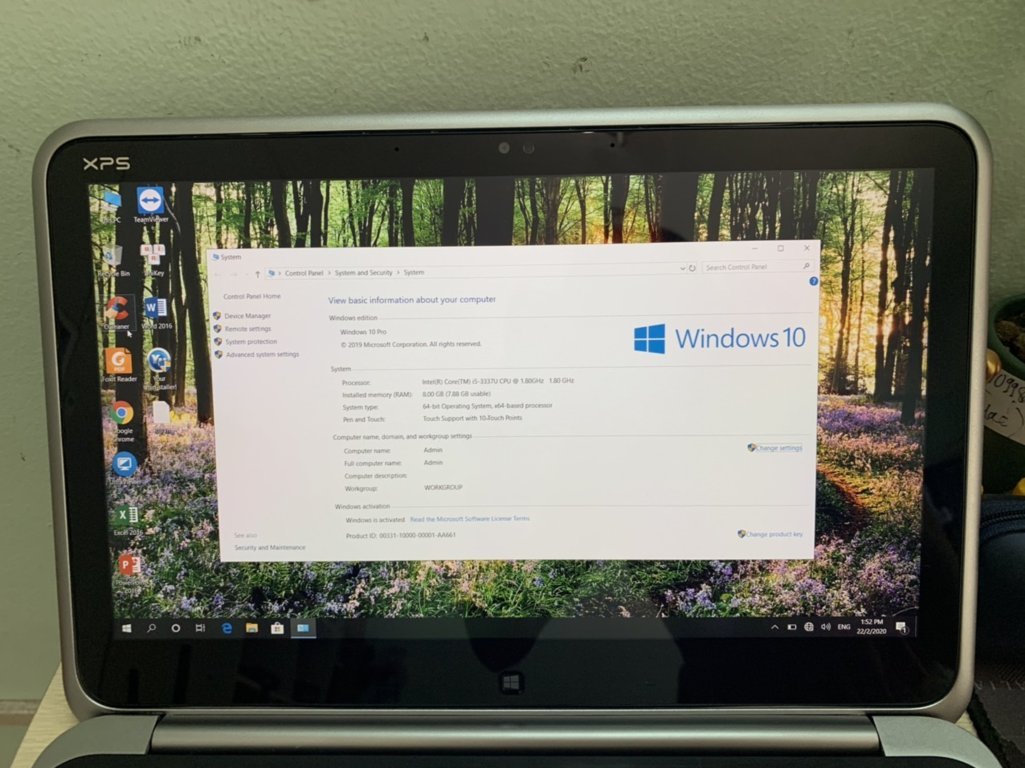 XPS
TeamViewer
Recycle Bin
Word 2016
Foxit Reader
Google Chrome
Excel 2016
System
Control Panel > System and Security > System
Search Control Panel
Control Panel Home
Device Manager
Remote settings
System protection
Advanced system settings
See also
Security and Maintenance
View basic information about your computer
Windows edition
Windows 10 Pro
© 2019 Microsoft Corporation. All rights reserved.
Windows 10
System
Processor: Intel(R) Core(TM) i5-3337U CPU @ 1.80GHz 1.80 GHz
Installed memory (RAM): 8.00 GB (7.88 GB usable)
System type: 64-bit Operating System, x64-based processor
Pen and Touch: Touch Support with 10 Touch Points
Computer name, domain, and workgroup settings
Computer name: Admin
Change settings
Full computer name: Admin
Computer description:
Workgroup: WORKGROUP
Windows activation
Windows is activated Read the Microsoft Software License Terms
Product ID: 00331-10000-00001-AA661
Change product key
ENG
1:52 PM
22/2/2020